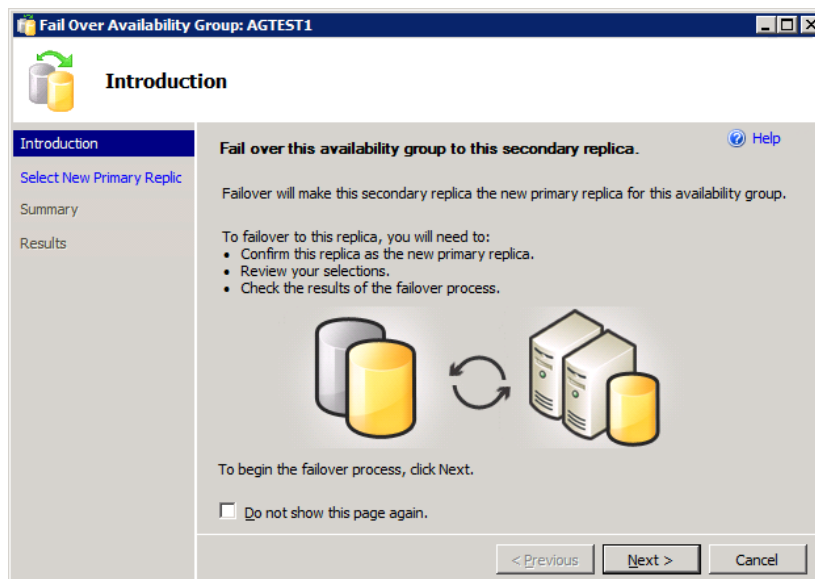 Fail Over Availability Group: AGTEST1
Introduction
Introduction
Select New Primary Replic
Summary
Results
Help
Fail over this availability group to this secondary replica.
Failover will make this secondary replica the new primary replica for this availability group.
To failover to this replica, you will need to:
• Confirm this replica as the new primary replica.
• Review your selections.
• Check the results of the failover process.
To begin the failover process, click Next.
Do not show this page again.
< Previous
Next >
Cancel